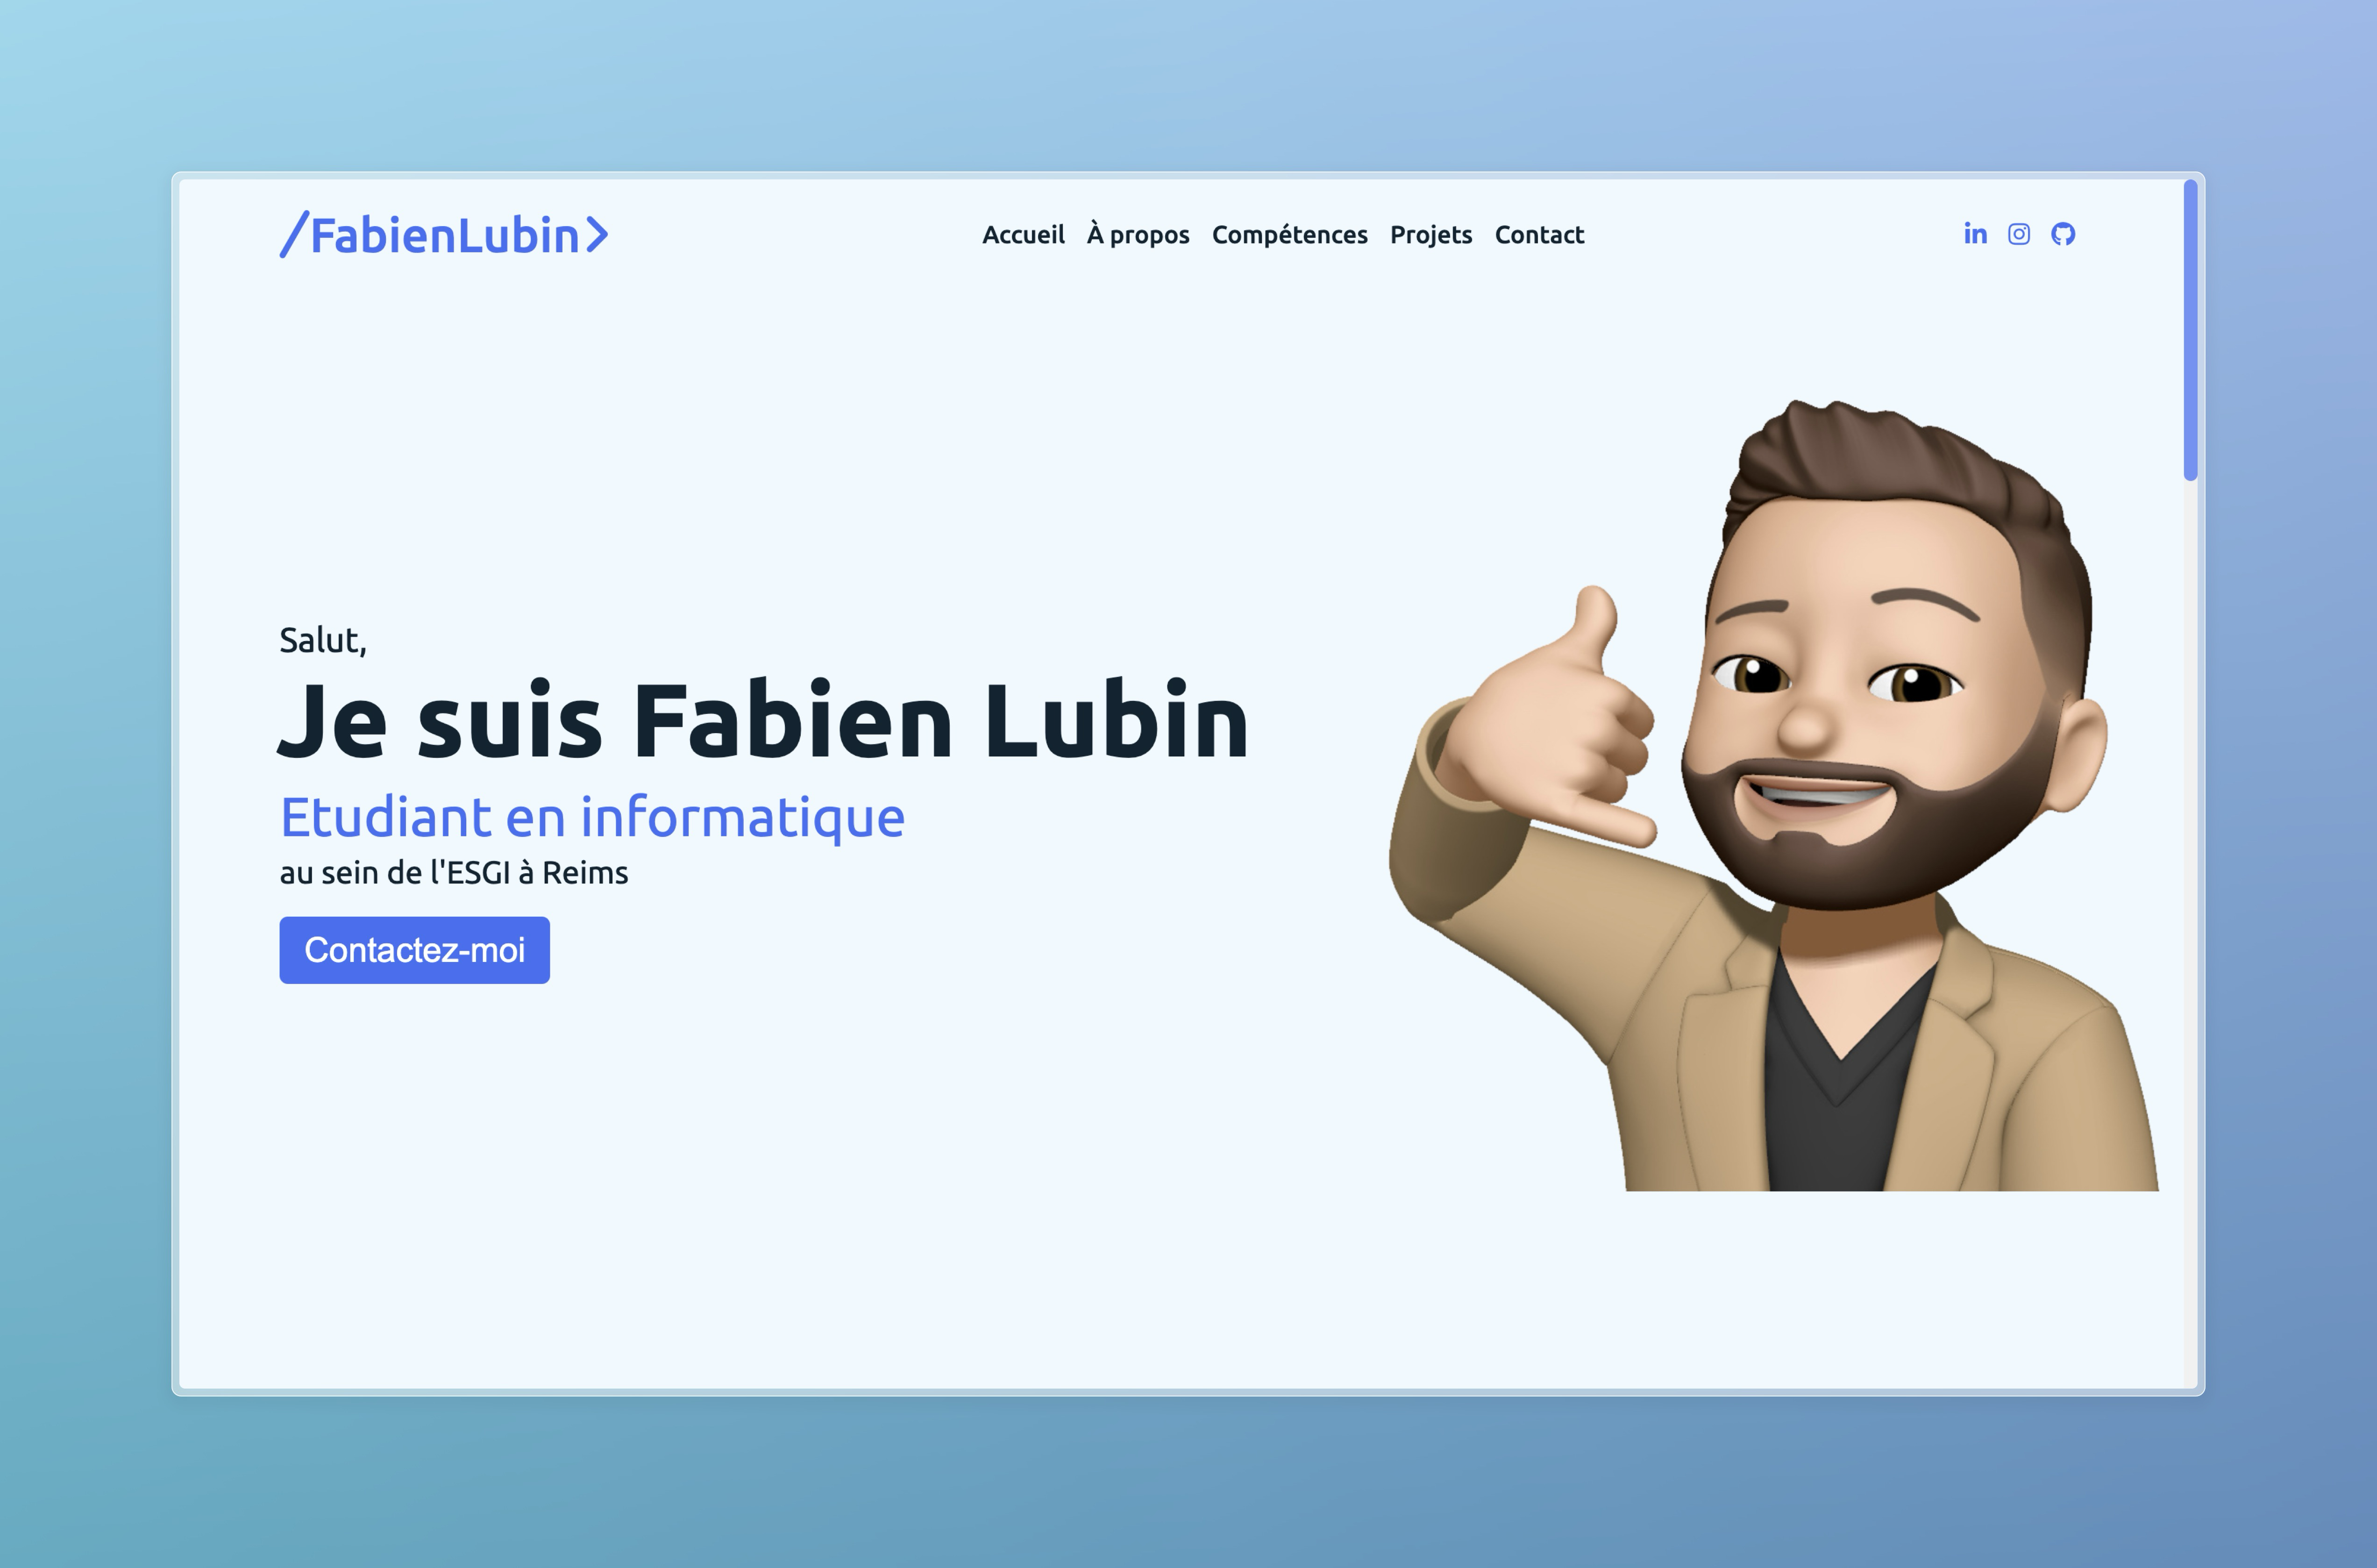 /FabienLubin>
Accueil À propos Compétences Projets Contact
in
Salut,
Je suis Fabien Lubin
Etudiant en informatique
au sein de l'ESGI à Reims
Contactez-moi